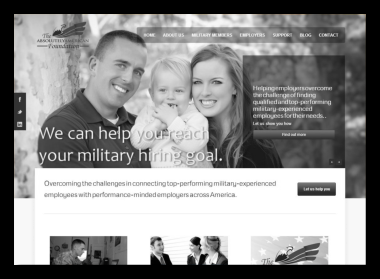 The
ABSOLUTELY AMERICAN
Foundation
HOME ABOUT US MILITARY MEMBERS EMPLOYERS SUPPORT BLOG CONTACT
Helping employers overcome
the challenge of finding
qualified and top-performing
military-experienced
employees for their needs..
Let us show you how
Find out more
We can help you reach
your military hiring goal.
Overcoming the challenges in connecting top-performing military-experienced
employees with performance-minded employers across America.
Let us help you
The